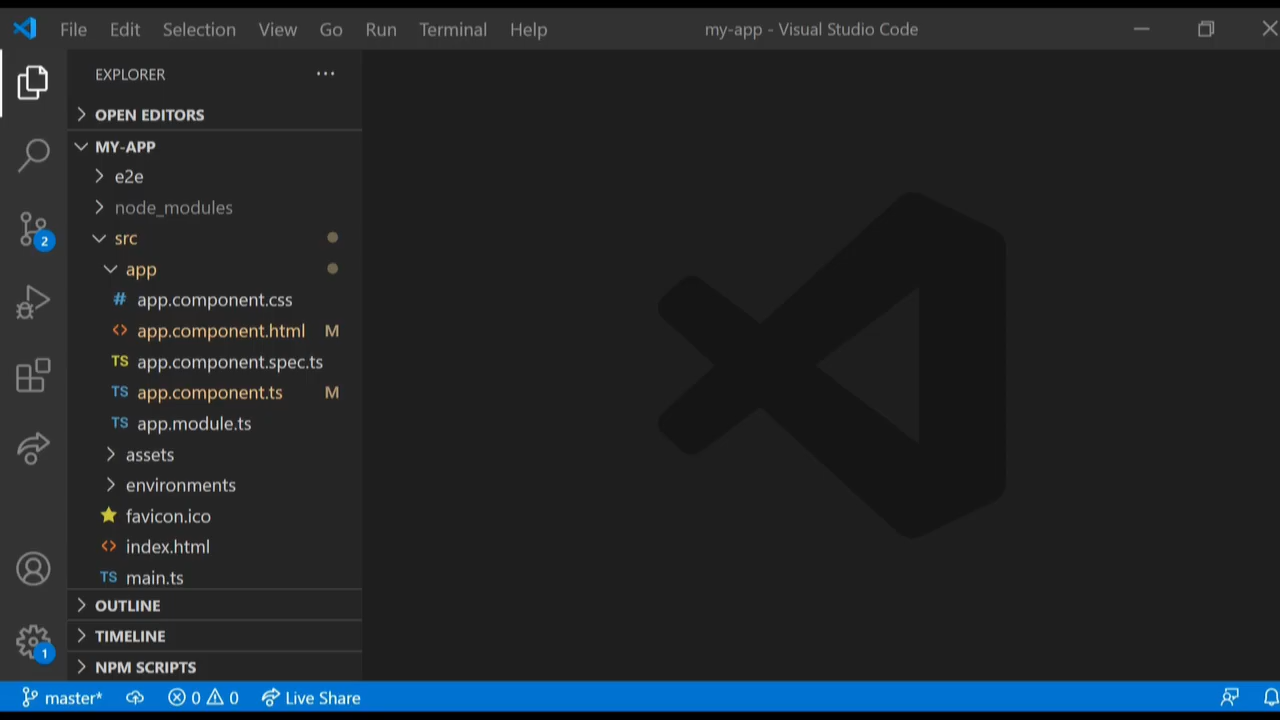 File Edit Selection View Go Run Terminal Help my-app - Visual Studio Code
EXPLORER
OPEN EDITORS
MY-APP
e2e
node_modules
src
app
# app.component.css
<> app.component.html M
TS app.component.spec.ts
TS app.component.ts M
TS app.module.ts
assets
environments
favicon.ico
<> index.html
TS main.ts
OUTLINE
TIMELINE
NPM SCRIPTS
2
1
master* 0 0 Live Share